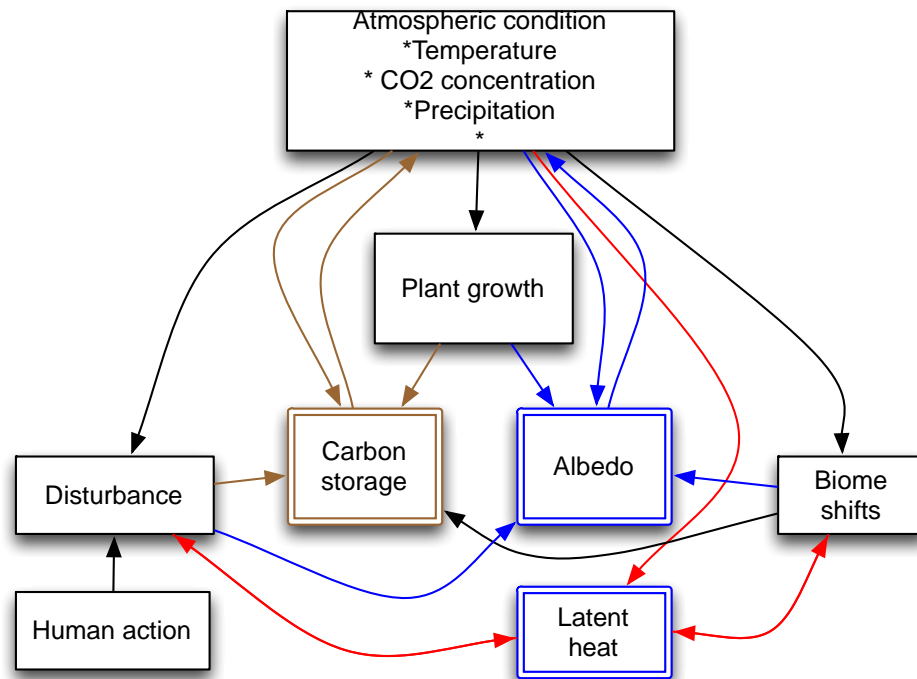 Atmospheric condition
*Temperature
* CO2 concentration
*Precipitation
*
Plant growth
Carbon
storage
Albedo
Disturbance
Biome
shifts
Human action
Latent
heat